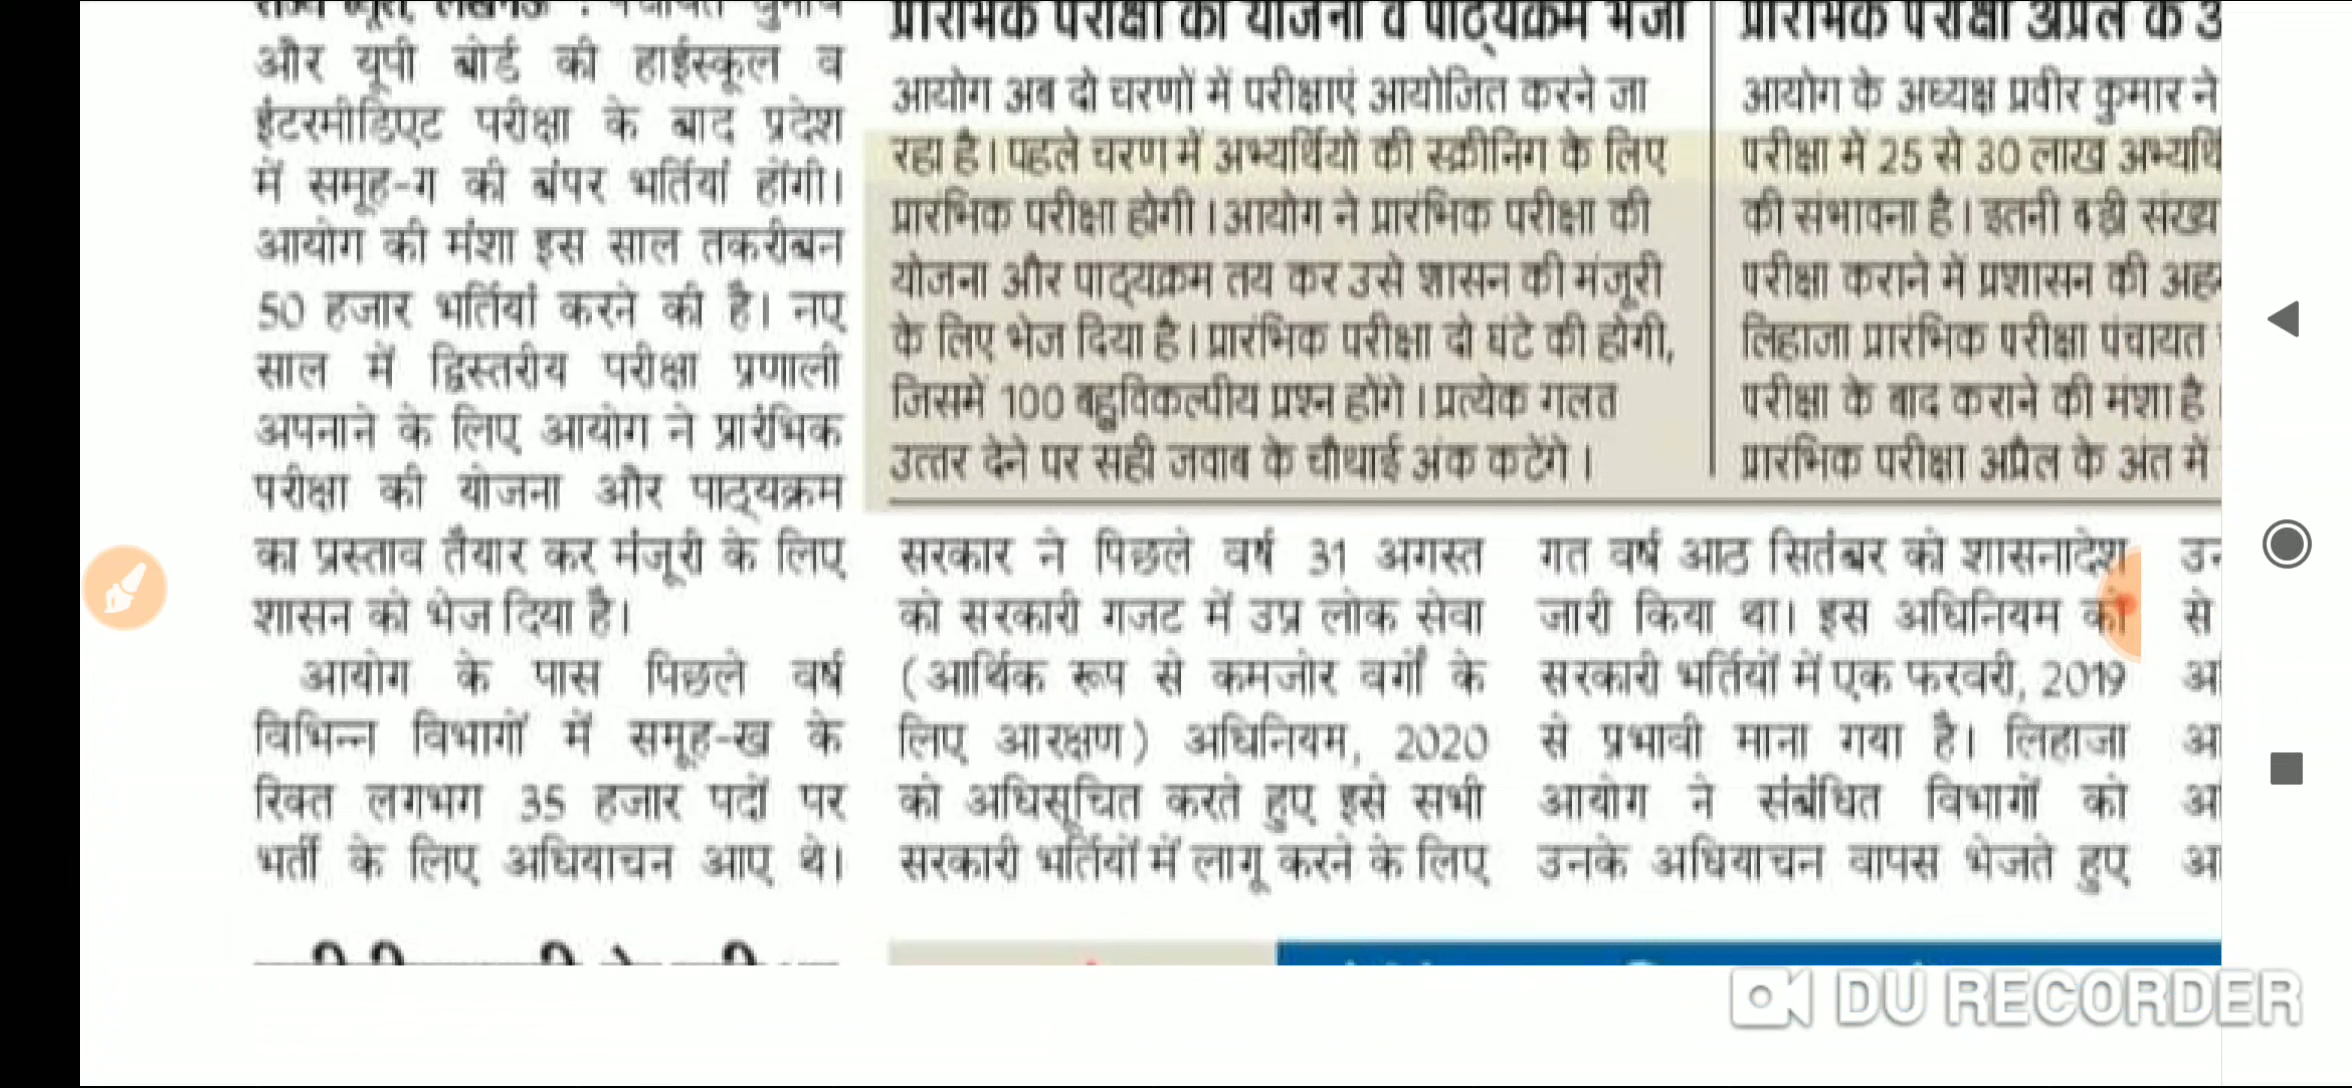 राज्य ब्यूरो, लखनऊ : पंचायत चुनाव
और यूपी बोर्ड की हाईस्कूल व
इंटरमीडिएट परीक्षा के बाद प्रदेश
में समूह-ग की बंपर भर्तियां होंगी।
आयोग की मंशा इस साल तकरीबन
50 हजार भर्तियां करने की है। नए
साल में द्विस्तरीय परीक्षा प्रणाली
अपनाने के लिए आयोग ने प्रारंभिक
परीक्षा की योजना और पाठ्यक्रम
का प्रस्ताव तैयार कर मंजूरी के लिए
शासन को भेज दिया है।
आयोग के पास पिछले वर्ष
विभिन्न विभागों में समूह-ख के
रिक्त लगभग 35 हजार पदों पर
भर्ती के लिए अधियाचन आए थे।
प्रारंभिक परीक्षा की योजना व पाठ्यक्रम भेजा
आयोग अब दो चरणों में परीक्षाएं आयोजित करने जा
रहा है। पहले चरण में अभ्यर्थियों की स्क्रीनिंग के लिए
प्रारंभिक परीक्षा होगी। आयोग ने प्रारंभिक परीक्षा की
योजना और पाठ्यक्रम तय कर उसे शासन की मंजूरी
के लिए भेज दिया है। प्रारंभिक परीक्षा दो घंटे की होगी,
जिसमें 100 बहुविकल्पीय प्रश्न होंगे। प्रत्येक गलत
उत्तर देने पर सही जवाब के चौथाई अंक कटेंगे।
प्रारंभिक परीक्षा अप्रैल के
आयोग के अध्यक्ष प्रवीर कुमार ने
परीक्षा में 25 से 30 लाख
की संभावना है। इतनी बड़ी
परीक्षा कराने में प्रशासन की
लिहाजा प्रारंभिक परीक्षा पंचायत
परीक्षा के बाद कराने की मंशा है
प्रारंभिक परीक्षा अप्रैल के अंत में
सरकार ने पिछले वर्ष 31 अगस्त
को सरकारी गजट में उप्र लोक सेवा
(आर्थिक रूप से कमजोर वर्गों के
लिए आरक्षण) अधिनियम, 2020
को अधिसूचित करते हुए इसे सभी
सरकारी भर्तियों में लागू करने के लिए
गत वर्ष आठ सितंबर को शासनादेश
जारी किया था। इस अधिनियम को
सरकारी भर्तियों में एक फरवरी, 2019
से प्रभावी माना गया है। लिहाजा
आयोग ने संबंधित विभागों को
उनके अधियाचन वापस भेजते हुए
से
DU RECORDER